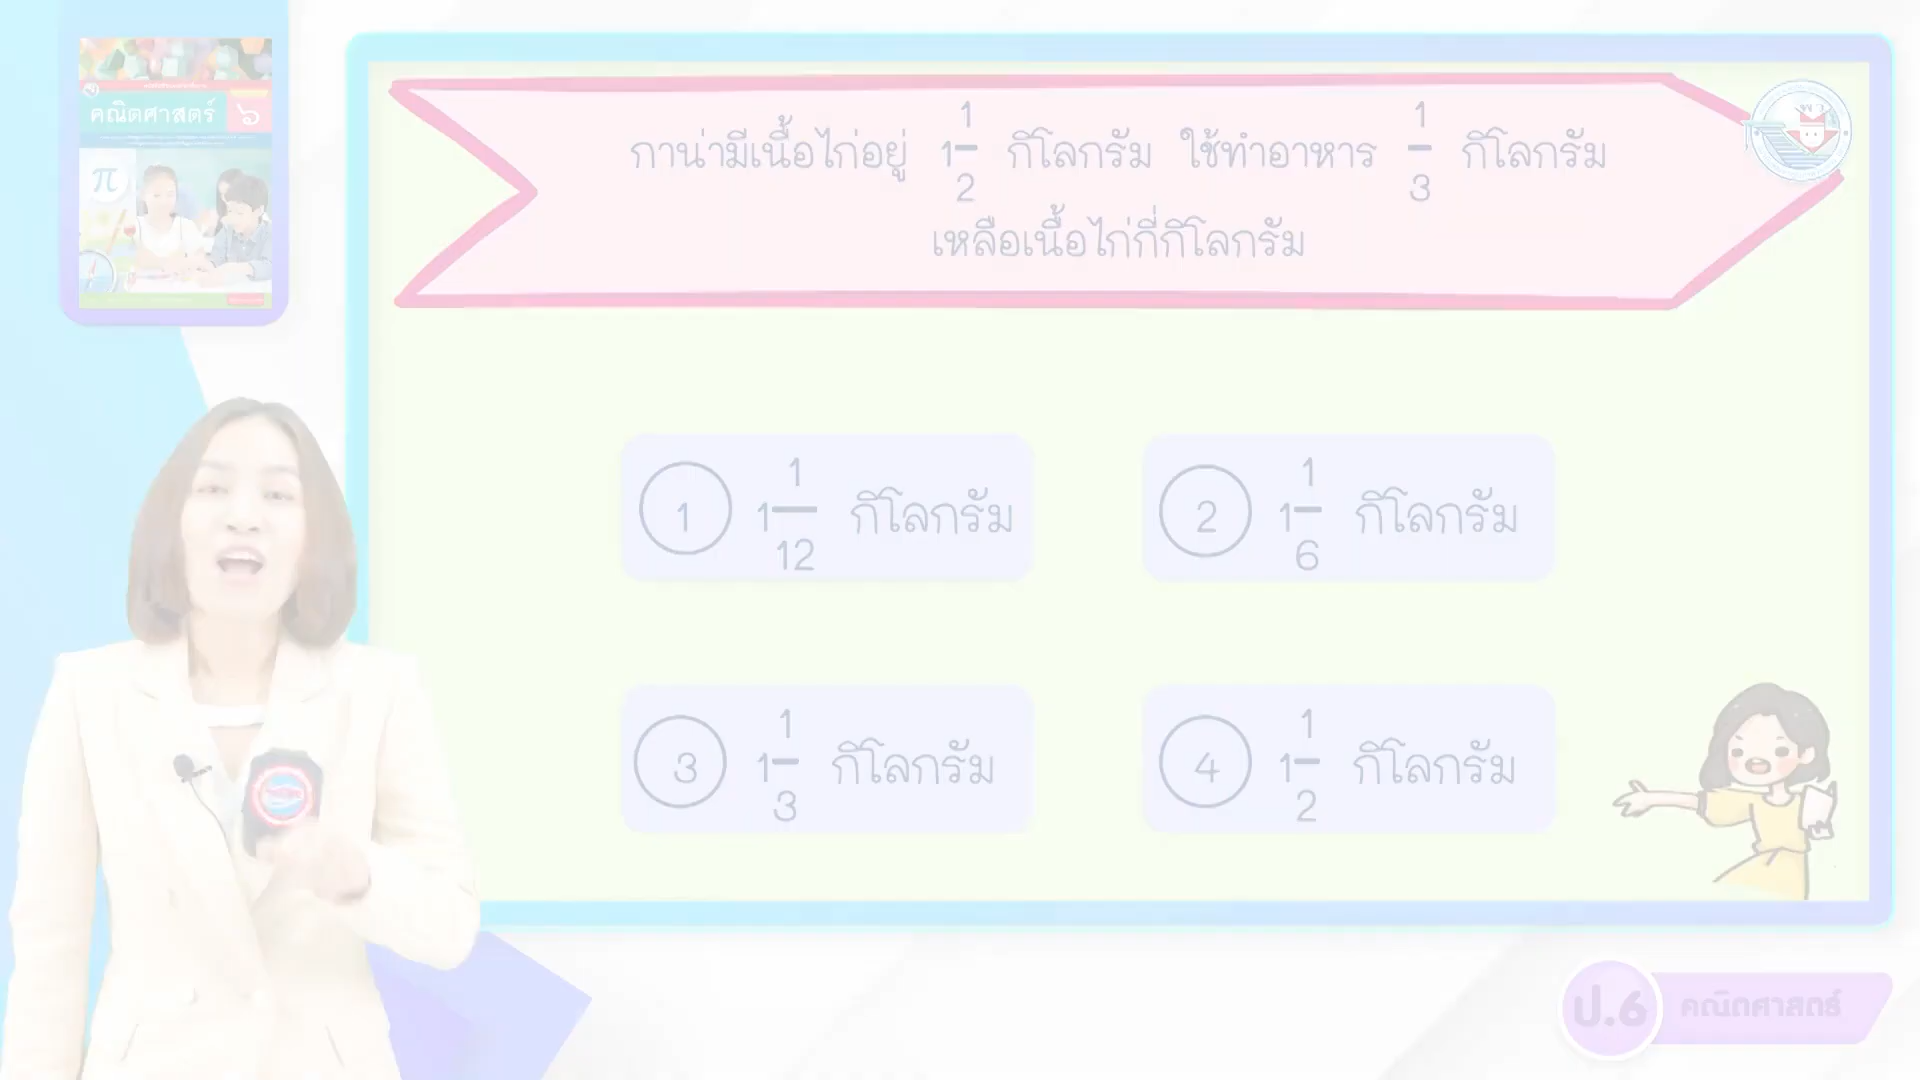 คณิตศาสตร์ ๖
π
กาน่ามีเนื้อไก่อยู่ 1 1/2 กิโลกรัม ใช้ทำอาหาร 1/3 กิโลกรัม
เหลือเนื้อไก่กี่กิโลกรัม
1 1 1/12 กิโลกรัม
2 1 1/6 กิโลกรัม
3 1 1/3 กิโลกรัม
4 1 1/2 กิโลกรัม
ป.6 คณิตศาสตร์